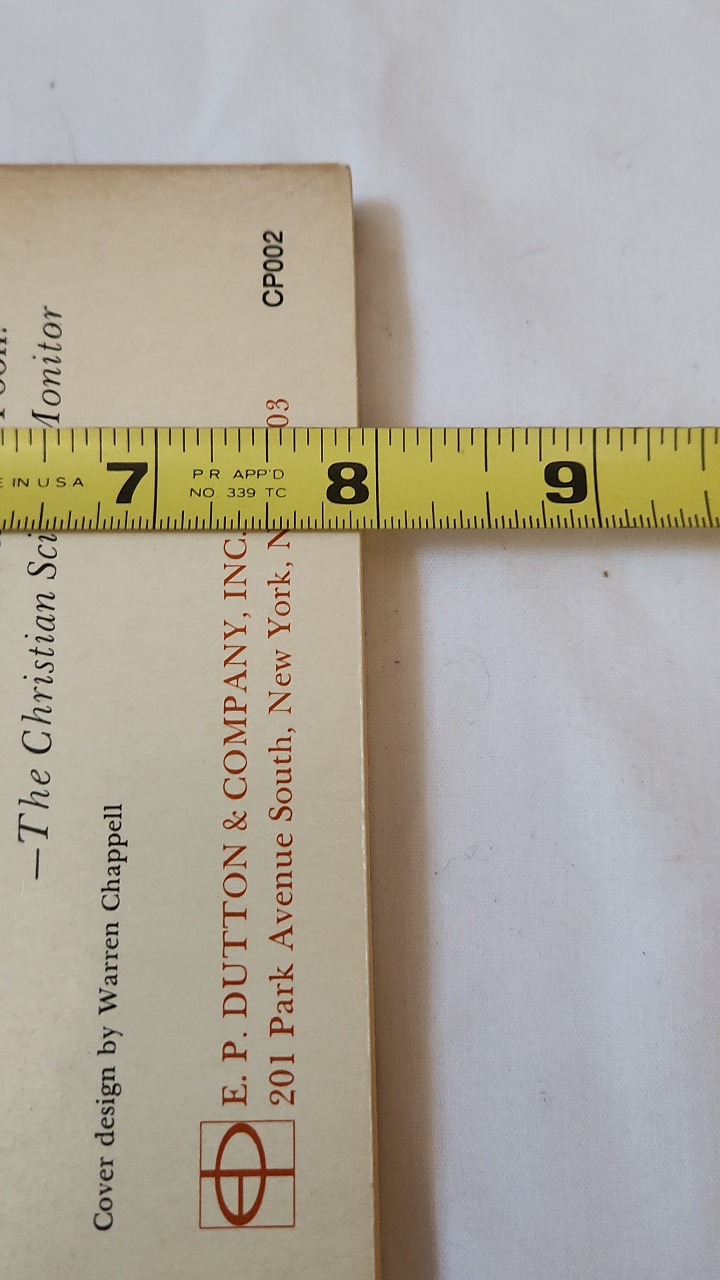 CP002
Monitor
—The Christian Sci
Cover design by Warren Chappell
E. P. DUTTON & COMPANY, INC.
201 Park Avenue South, New York, N 03
IN USA
7
P.R. APP'D
NO. 339 TC
8
9